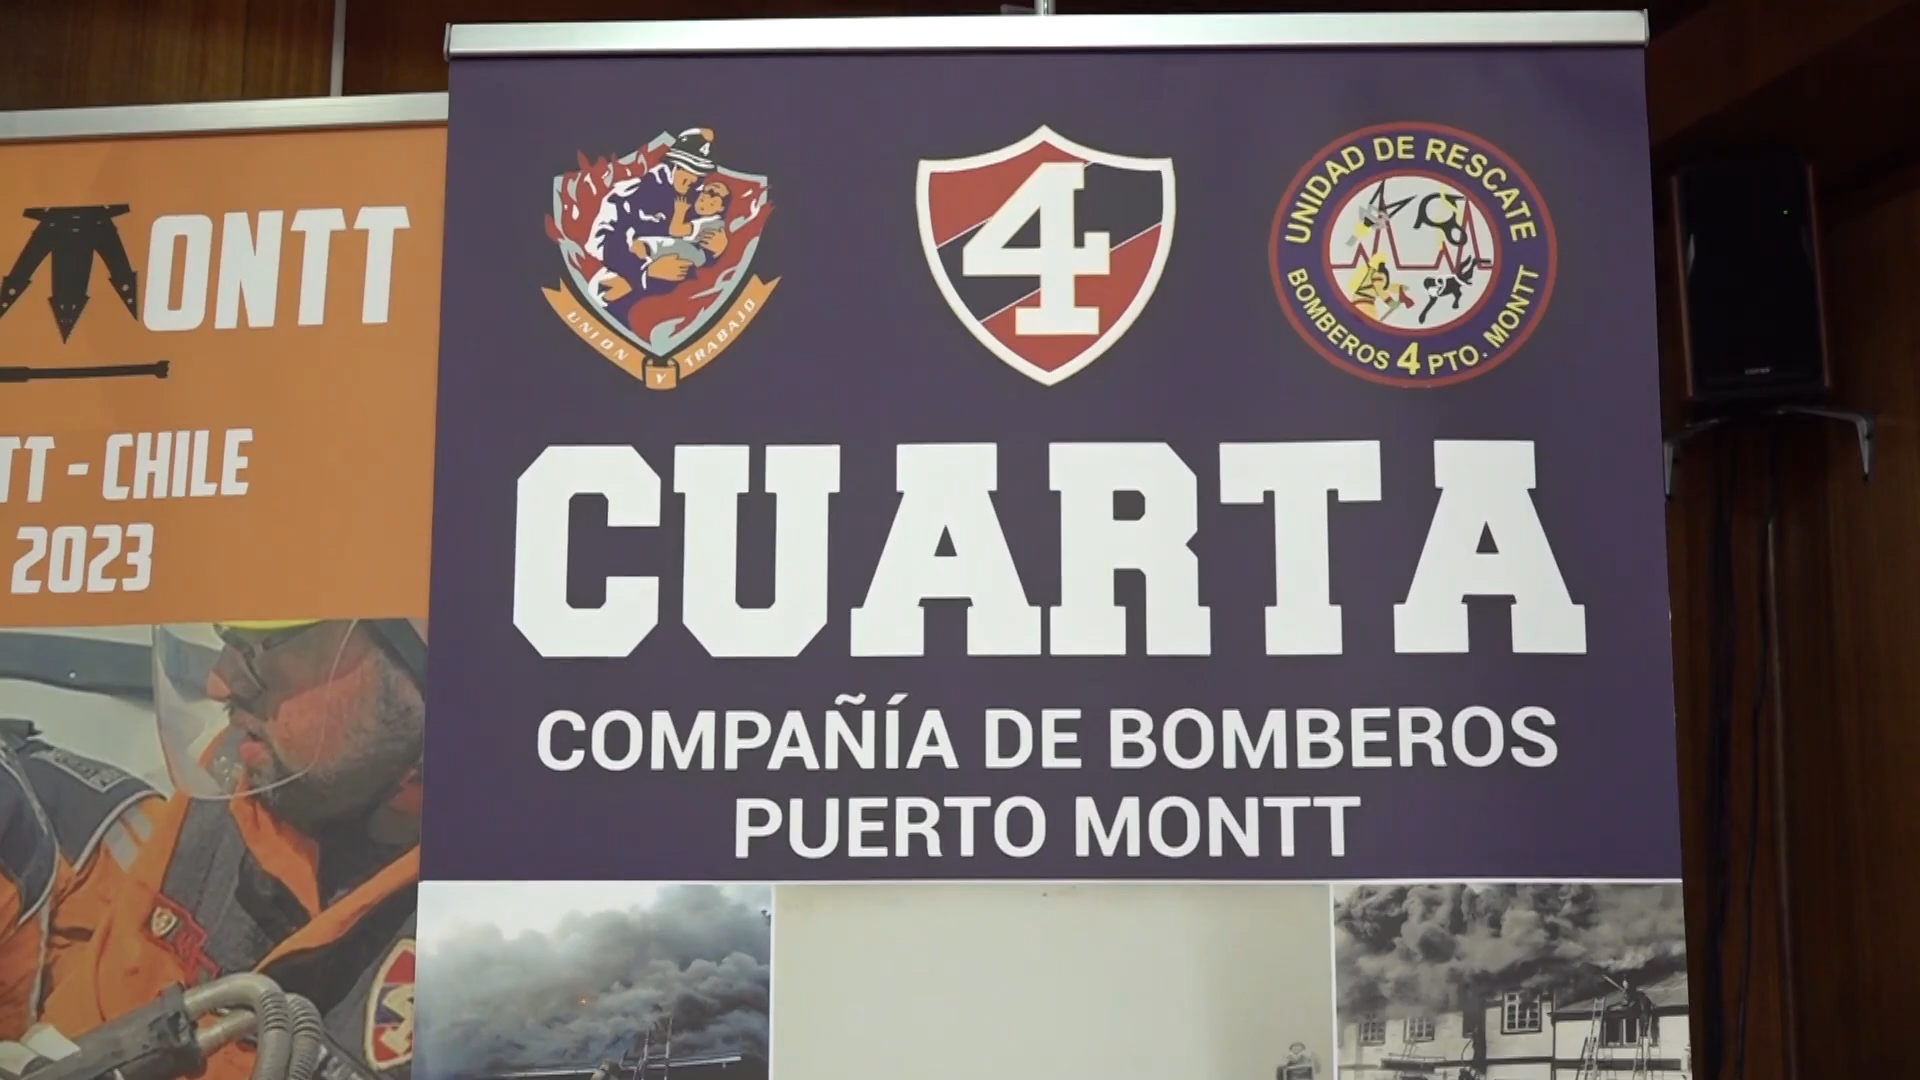 ONTT
TT - CHILE
2023
4
UNION Y TRABAJO
4
UNIDAD DE RESCATE
BOMBEROS 4 PTO. MONTT
CUARTA
COMPAÑÍA DE BOMBEROS
PUERTO MONTT